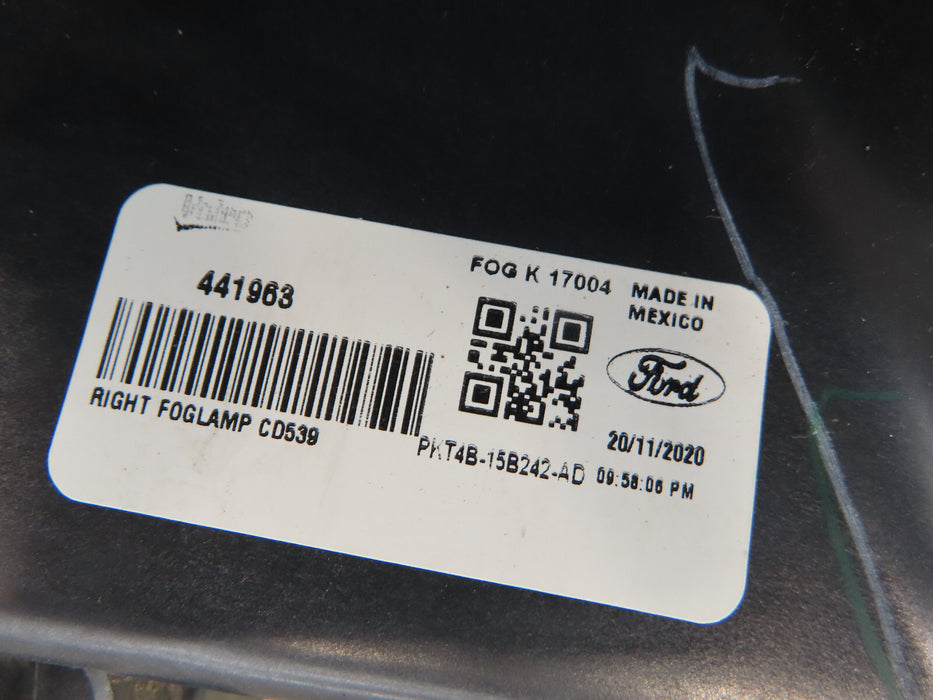 Valeo
441963
RIGHT FOGLAMP CD539
FOG K 17004
PKT4B-15B242-AD
MADE IN
MEXICO
Ford
20/11/2020
09:58:06 PM